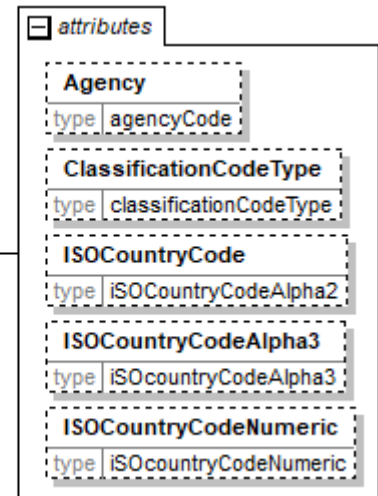 attributes
Agency
type agencyCode
ClassificationCodeType
type classificationCodeType
ISOCountryCode
type iSOCountryCodeAlpha2
ISOCountryCodeAlpha3
type iSOcountryCodeAlpha3
ISOCountryCodeNumeric
type iSOcountryCodeNumeric